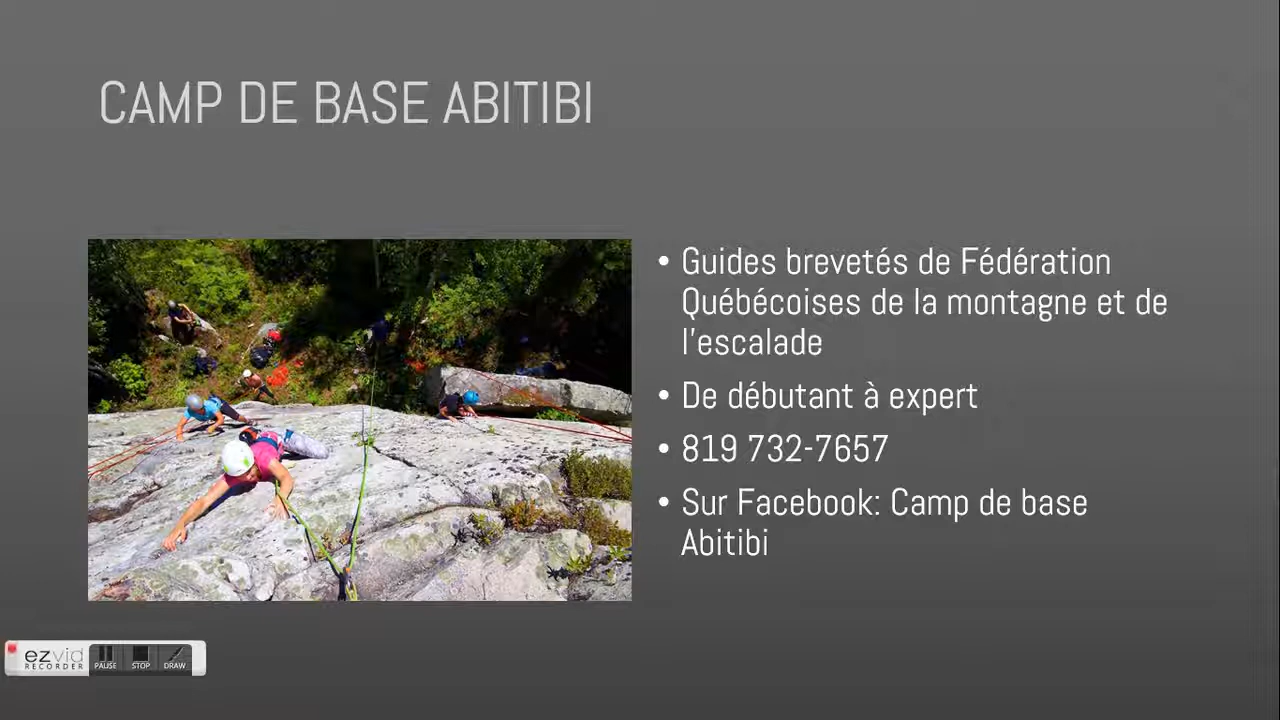 CAMP DE BASE ABITIBI
• Guides brevetés de Fédération
Québécoises de la montagne et de
l'escalade
• De débutant à expert
• 819 732-7657
• Sur Facebook: Camp de base
Abitibi
ezvid
RECORDER
PAUSE STOP DRAW